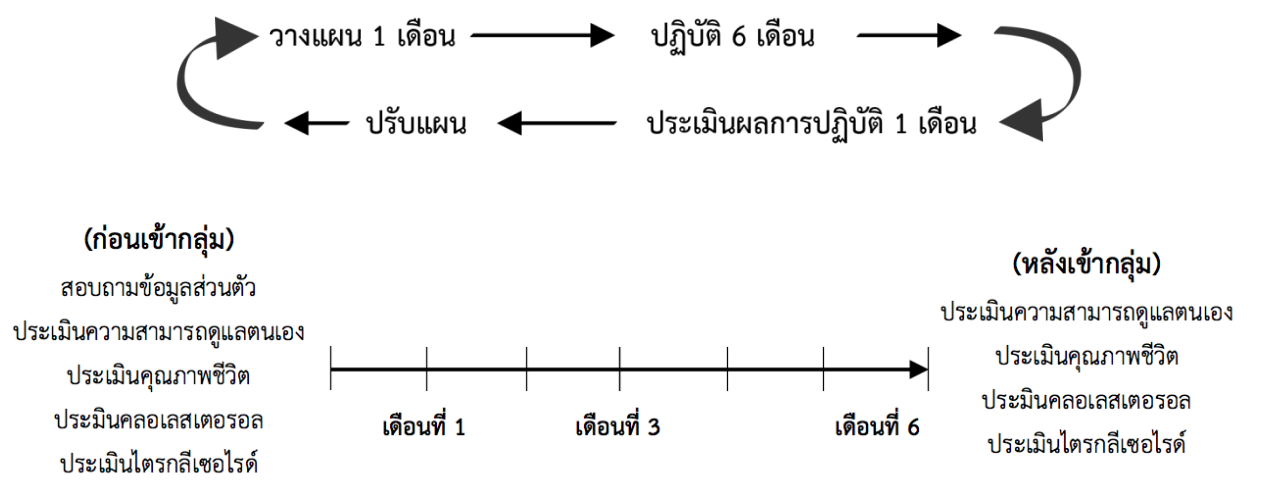 วางแผน 1 เดือน
ปฏิบัติ 6 เดือน
ปรับแผน
ประเมินผลการปฏิบัติ 1 เดือน
(ก่อนเข้ากลุ่ม)
สอบถามข้อมูลส่วนตัว
ประเมินความสามารถดูแลตนเอง
ประเมินคุณภาพชีวิต
ประมินคลอเลสเตอรอล
ประเมินไตรกลีเซอไรด์
เดือนที่ 1
เดือนที่ 3
เดือนที่ 6
(หลังเข้ากลุ่ม)
ประเมินความสามารถดูแลตนเอง
ประเมินคุณภาพชีวิต
ประมินคลอเลสเตอรอล
ประเมินไตรกลีเซอไรด์